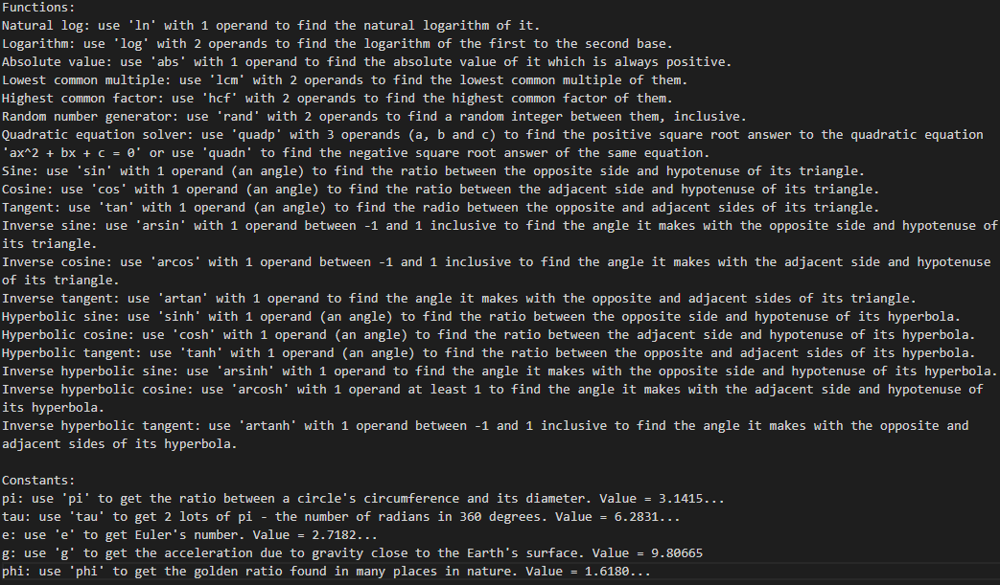 Functions:
Natural log: use 'ln' with 1 operand to find the natural logarithm of it.
Logarithm: use 'log' with 2 operands to find the logarithm of the first to the second base.
Absolute value: use 'abs' with 1 operand to find the absolute value of it which is always positive.
Lowest common multiple: use 'lcm' with 2 operands to find the lowest common multiple of them.
Highest common factor: use 'hcf' with 2 operands to find the highest common factor of them.
Random number generator: use 'rand' with 2 operands to find a random integer between them, inclusive.
Quadratic equation solver: use 'quadp' with 3 operands (a, b and c) to find the positive square root answer to the quadratic equation
'ax^2 + bx + c = 0' or use 'quadn' to find the negative square root answer of the same equation.
Sine: use 'sin' with 1 operand (an angle) to find the ratio between the opposite side and hypotenuse of its triangle.
Cosine: use 'cos' with 1 operand (an angle) to find the ratio between the adjacent side and hypotenuse of its triangle.
Tangent: use 'tan' with 1 operand (an angle) to find the radio between the opposite and adjacent sides of its triangle.
Inverse sine: use 'arsin' with 1 operand between -1 and 1 inclusive to find the angle it makes with the opposite side and hypotenuse of
its triangle.
Inverse cosine: use 'arcos' with 1 operand between -1 and 1 inclusive to find the angle it makes with the adjacent side and hypotenuse
of its triangle.
Inverse tangent: use 'artan' with 1 operand to find the angle it makes with the opposite and adjacent sides of its triangle.
Hyperbolic sine: use 'sinh' with 1 operand (an angle) to find the ratio between the opposite side and hypotenuse of its hyperbola.
Hyperbolic cosine: use 'cosh' with 1 operand (an angle) to find the ratio between the adjacent side and hypotenuse of its hyperbola.
Hyperbolic tangent: use 'tanh' with 1 operand (an angle) to find the ratio between the opposite and adjacent sides of its hyperbola.
Inverse hyperbolic sine: use 'arsinh' with 1 operand to find the angle it makes with the opposite side and hypotenuse of its hyperbola.
Inverse hyperbolic cosine: use 'arcosh' with 1 operand at least 1 to find the angle it makes with the adjacent side and hypotenuse of
its hyperbola.
Inverse hyperbolic tangent: use 'artanh' with 1 operand between -1 and 1 inclusive to find the angle it makes with the opposite and
adjacent sides of its hyperbola.

Constants:
pi: use 'pi' to get the ratio between a circle's circumference and its diameter. Value = 3.1415...
tau: use 'tau' to get 2 lots of pi - the number of radians in 360 degrees. Value = 6.2831...
e: use 'e' to get Euler's number. Value = 2.7182...
g: use 'g' to get the acceleration due to gravity close to the Earth's surface. Value = 9.80665
phi: use 'phi' to get the golden ratio found in many places in nature. Value = 1.6180...